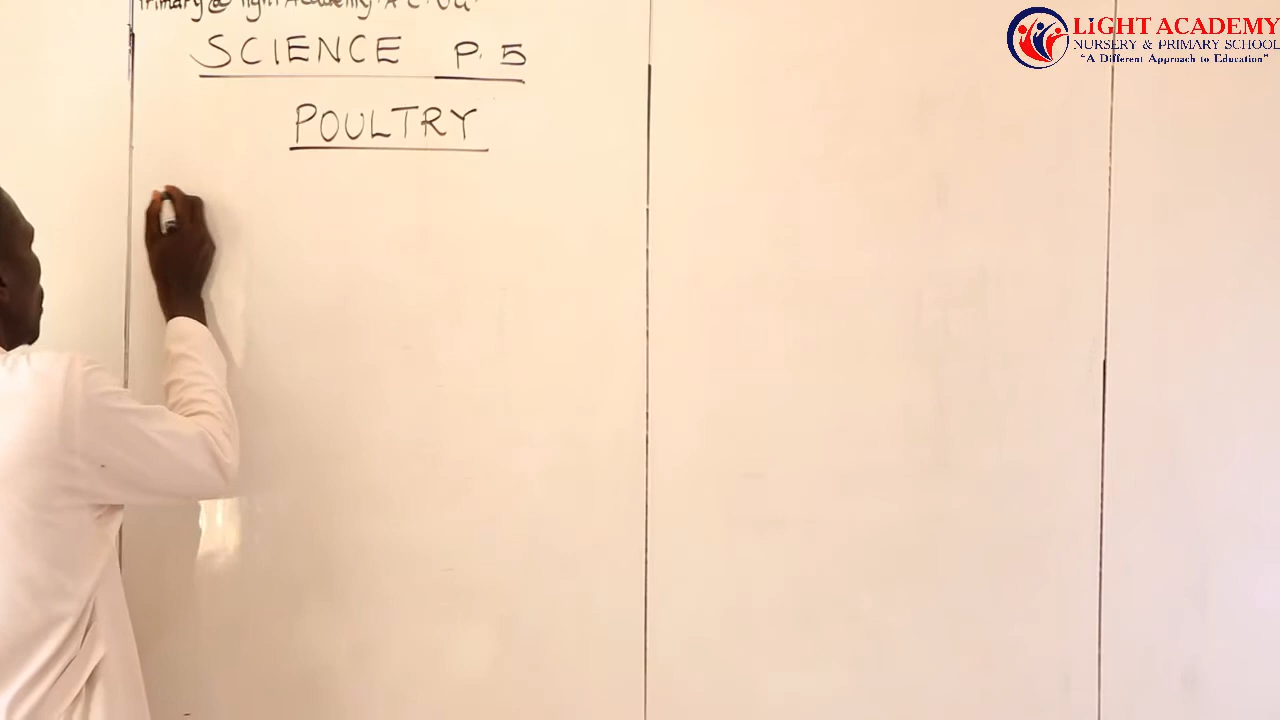 SCIENCE P.5
POULTRY
LIGHT ACADEMY
NURSERY & PRIMARY SCHOOL
"A Different Approach to Education"